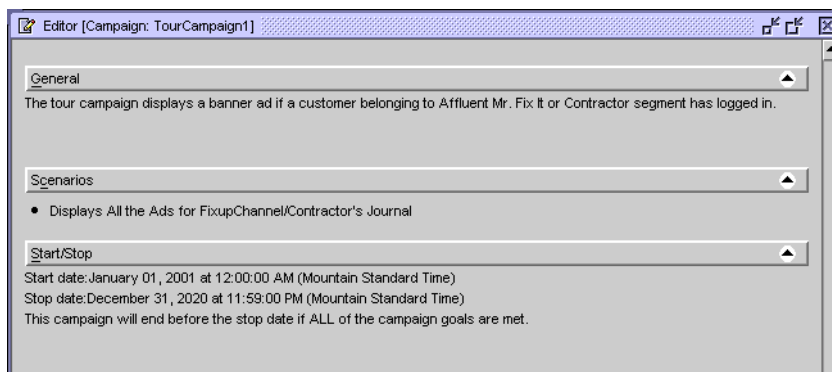 Editor [Campaign: TourCampaign1]
General
The tour campaign displays a banner ad if a customer belonging to Affluent Mr. Fix It or Contractor segment has logged in.
Scenarios
• Displays All the Ads for FixupChannel/Contractor's Journal
Start/Stop
Start date:January 01, 2001 at 12:00:00 AM (Mountain Standard Time)
Stop date:December 31, 2020 at 11:59:00 PM (Mountain Standard Time)
This campaign will end before the stop date if ALL of the campaign goals are met.